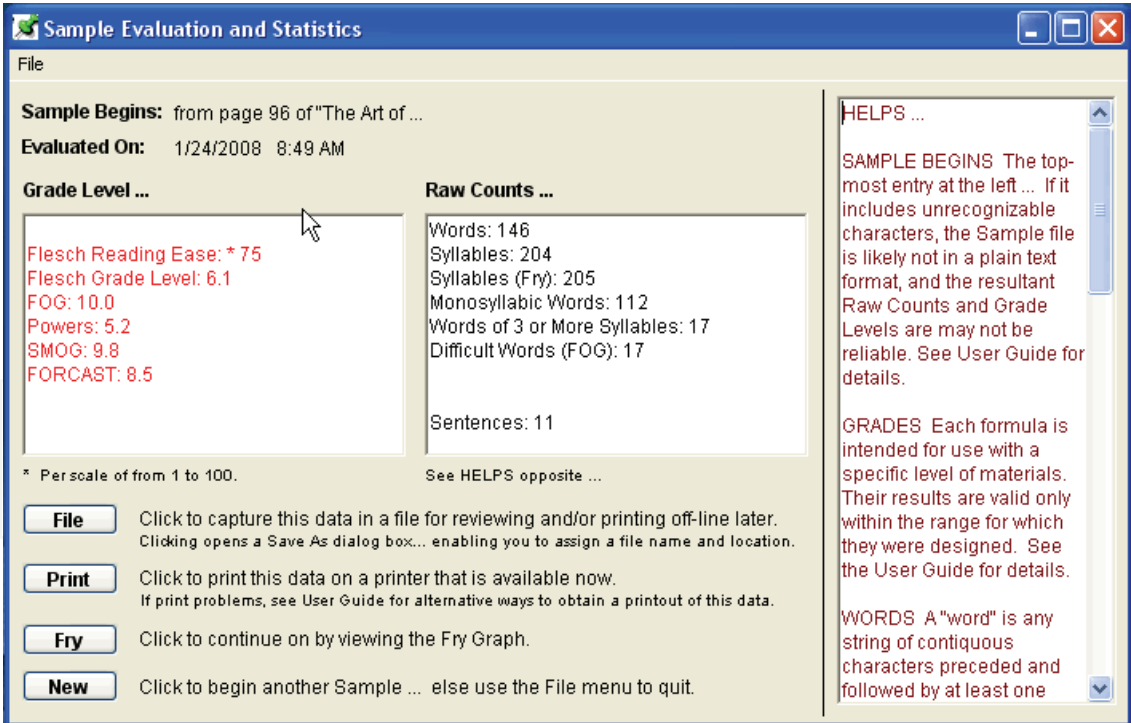 Sample Evaluation and Statistics
File
Sample Begins: from page 96 of "The Art of ...
Evaluated On: 1/24/2008 8:49 AM
Grade Level ...
Flesch Reading Ease: * 75
Flesch Grade Level: 6.1
FOG: 10.0
Powers: 5.2
SMOG: 9.8
FORCAST: 8.5
* Per scale of from 1 to 100.
Raw Counts ...
Words: 146
Syllables: 204
Syllables (Fry): 205
Monosyllabic Words: 112
Words of 3 or More Syllables: 17
Difficult Words (FOG): 17
Sentences: 11
See HELPS opposite ...
File
Click to capture this data in a file for reviewing and/or printing off-line later.
Clicking opens a Save As dialog box... enabling you to assign a file name and location.
Print
Click to print this data on a printer that is available now.
If print problems, see User Guide for alternative ways to obtain a printout of this data.
Fry
Click to continue on by viewing the Fry Graph.
New
Click to begin another Sample ... else use the File menu to quit.
HELPS ...
SAMPLE BEGINS The top-
most entry at the left ... If it
includes unrecognizable
characters, the Sample file
is likely not in a plain text
format, and the resultant
Raw Counts and Grade
Levels are may not be
reliable. See User Guide for
details.
GRADES Each formula is
intended for use with a
specific level of materials.
Their results are valid only
within the range for which
they were designed. See
the User Guide for details.
WORDS A "word" is any
string of contiquous
characters preceded and
followed by at least one